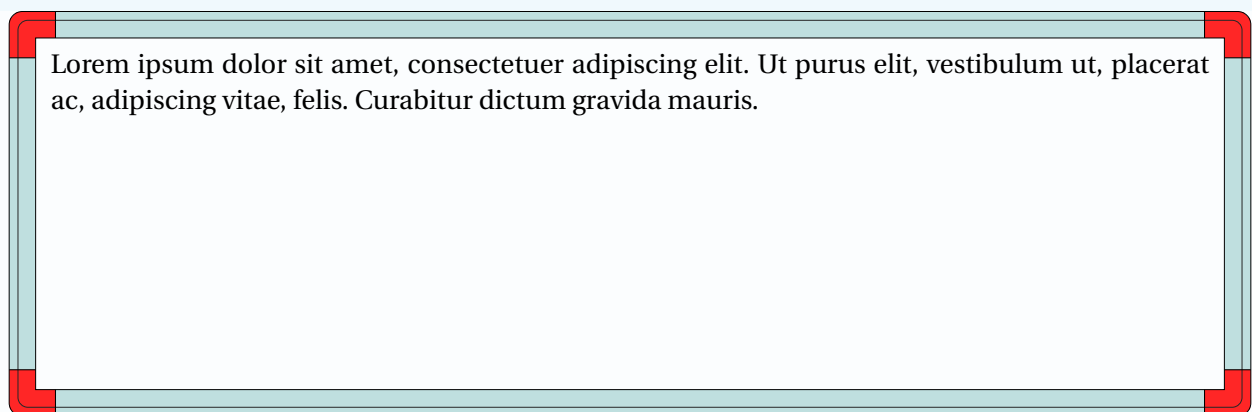 Lorem ipsum dolor sit amet, consectetuer adipiscing elit. Ut purus elit, vestibulum ut, placerat
ac, adipiscing vitae, felis. Curabitur dictum gravida mauris.